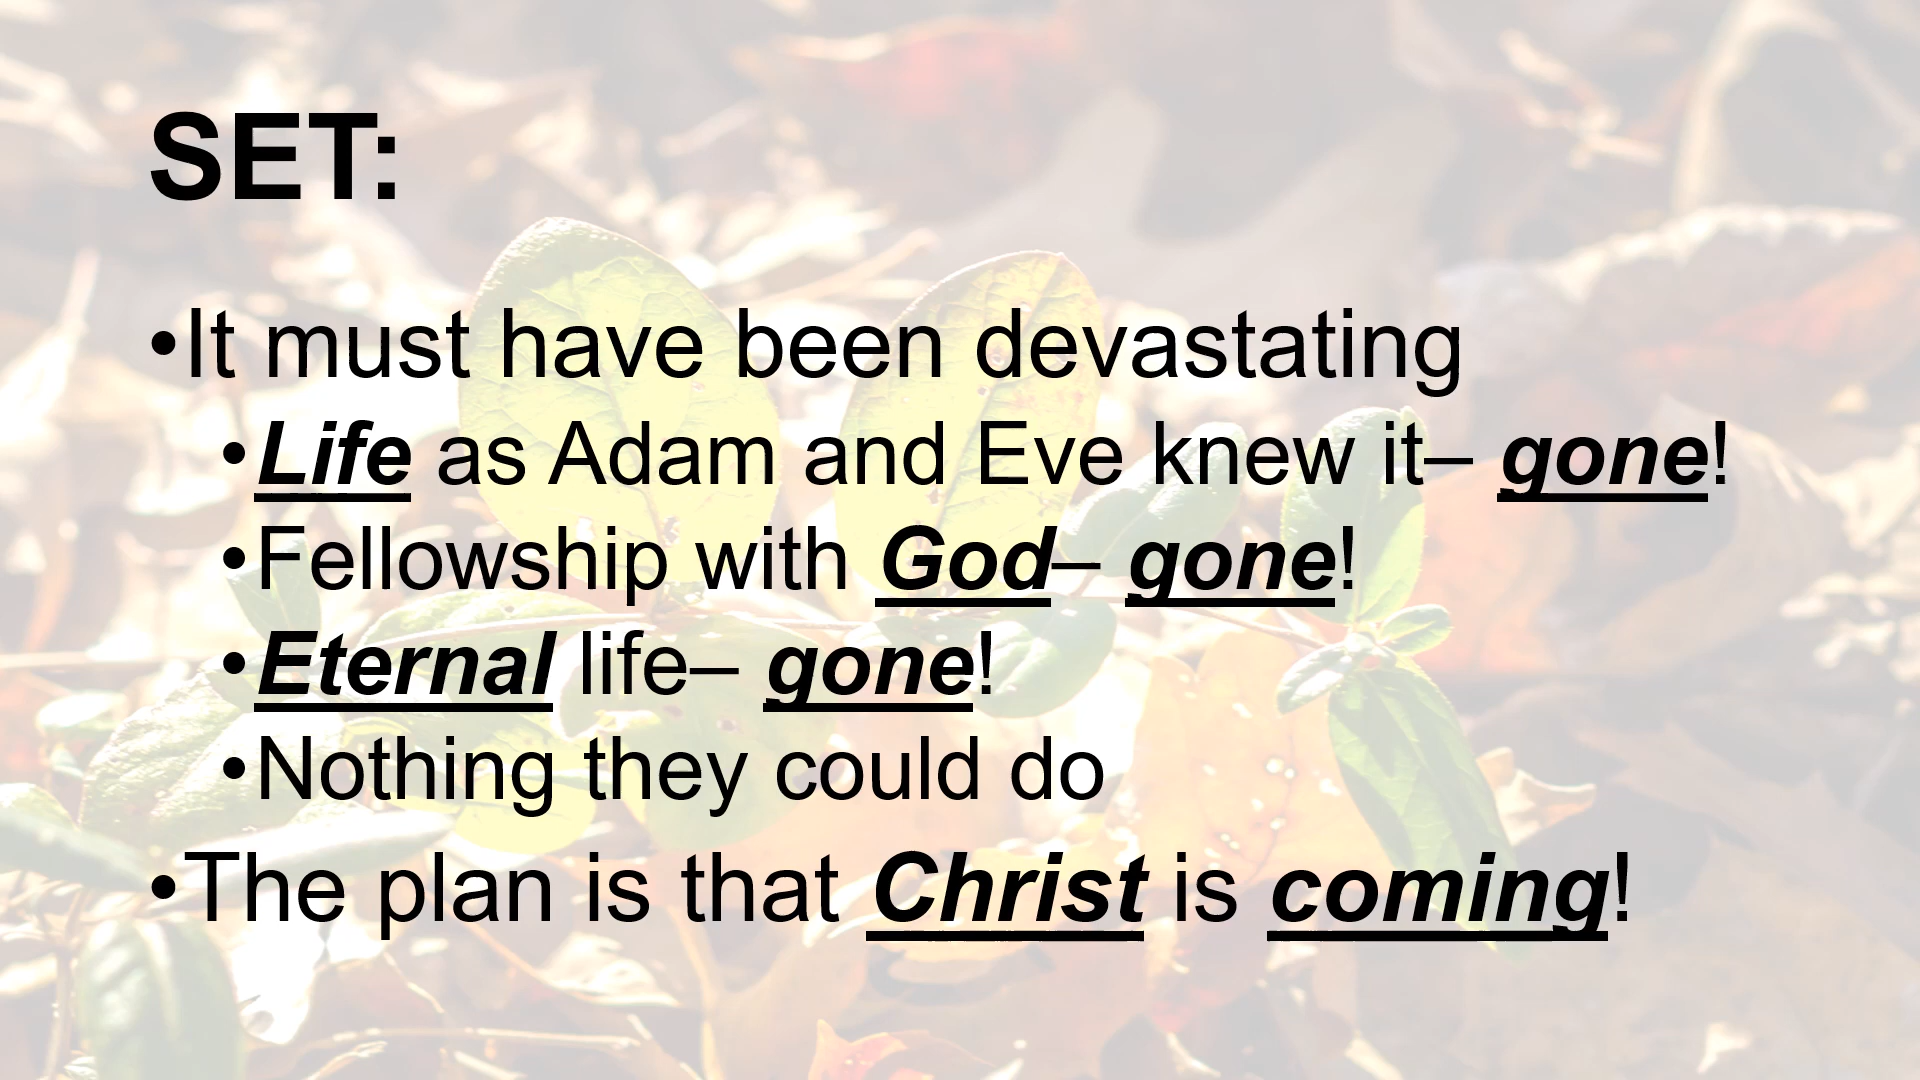 SET:
•It must have been devastating
•Life as Adam and Eve knew it– gone!
•Fellowship with God– gone!
•Eternal life– gone!
•Nothing they could do
•The plan is that Christ is coming!